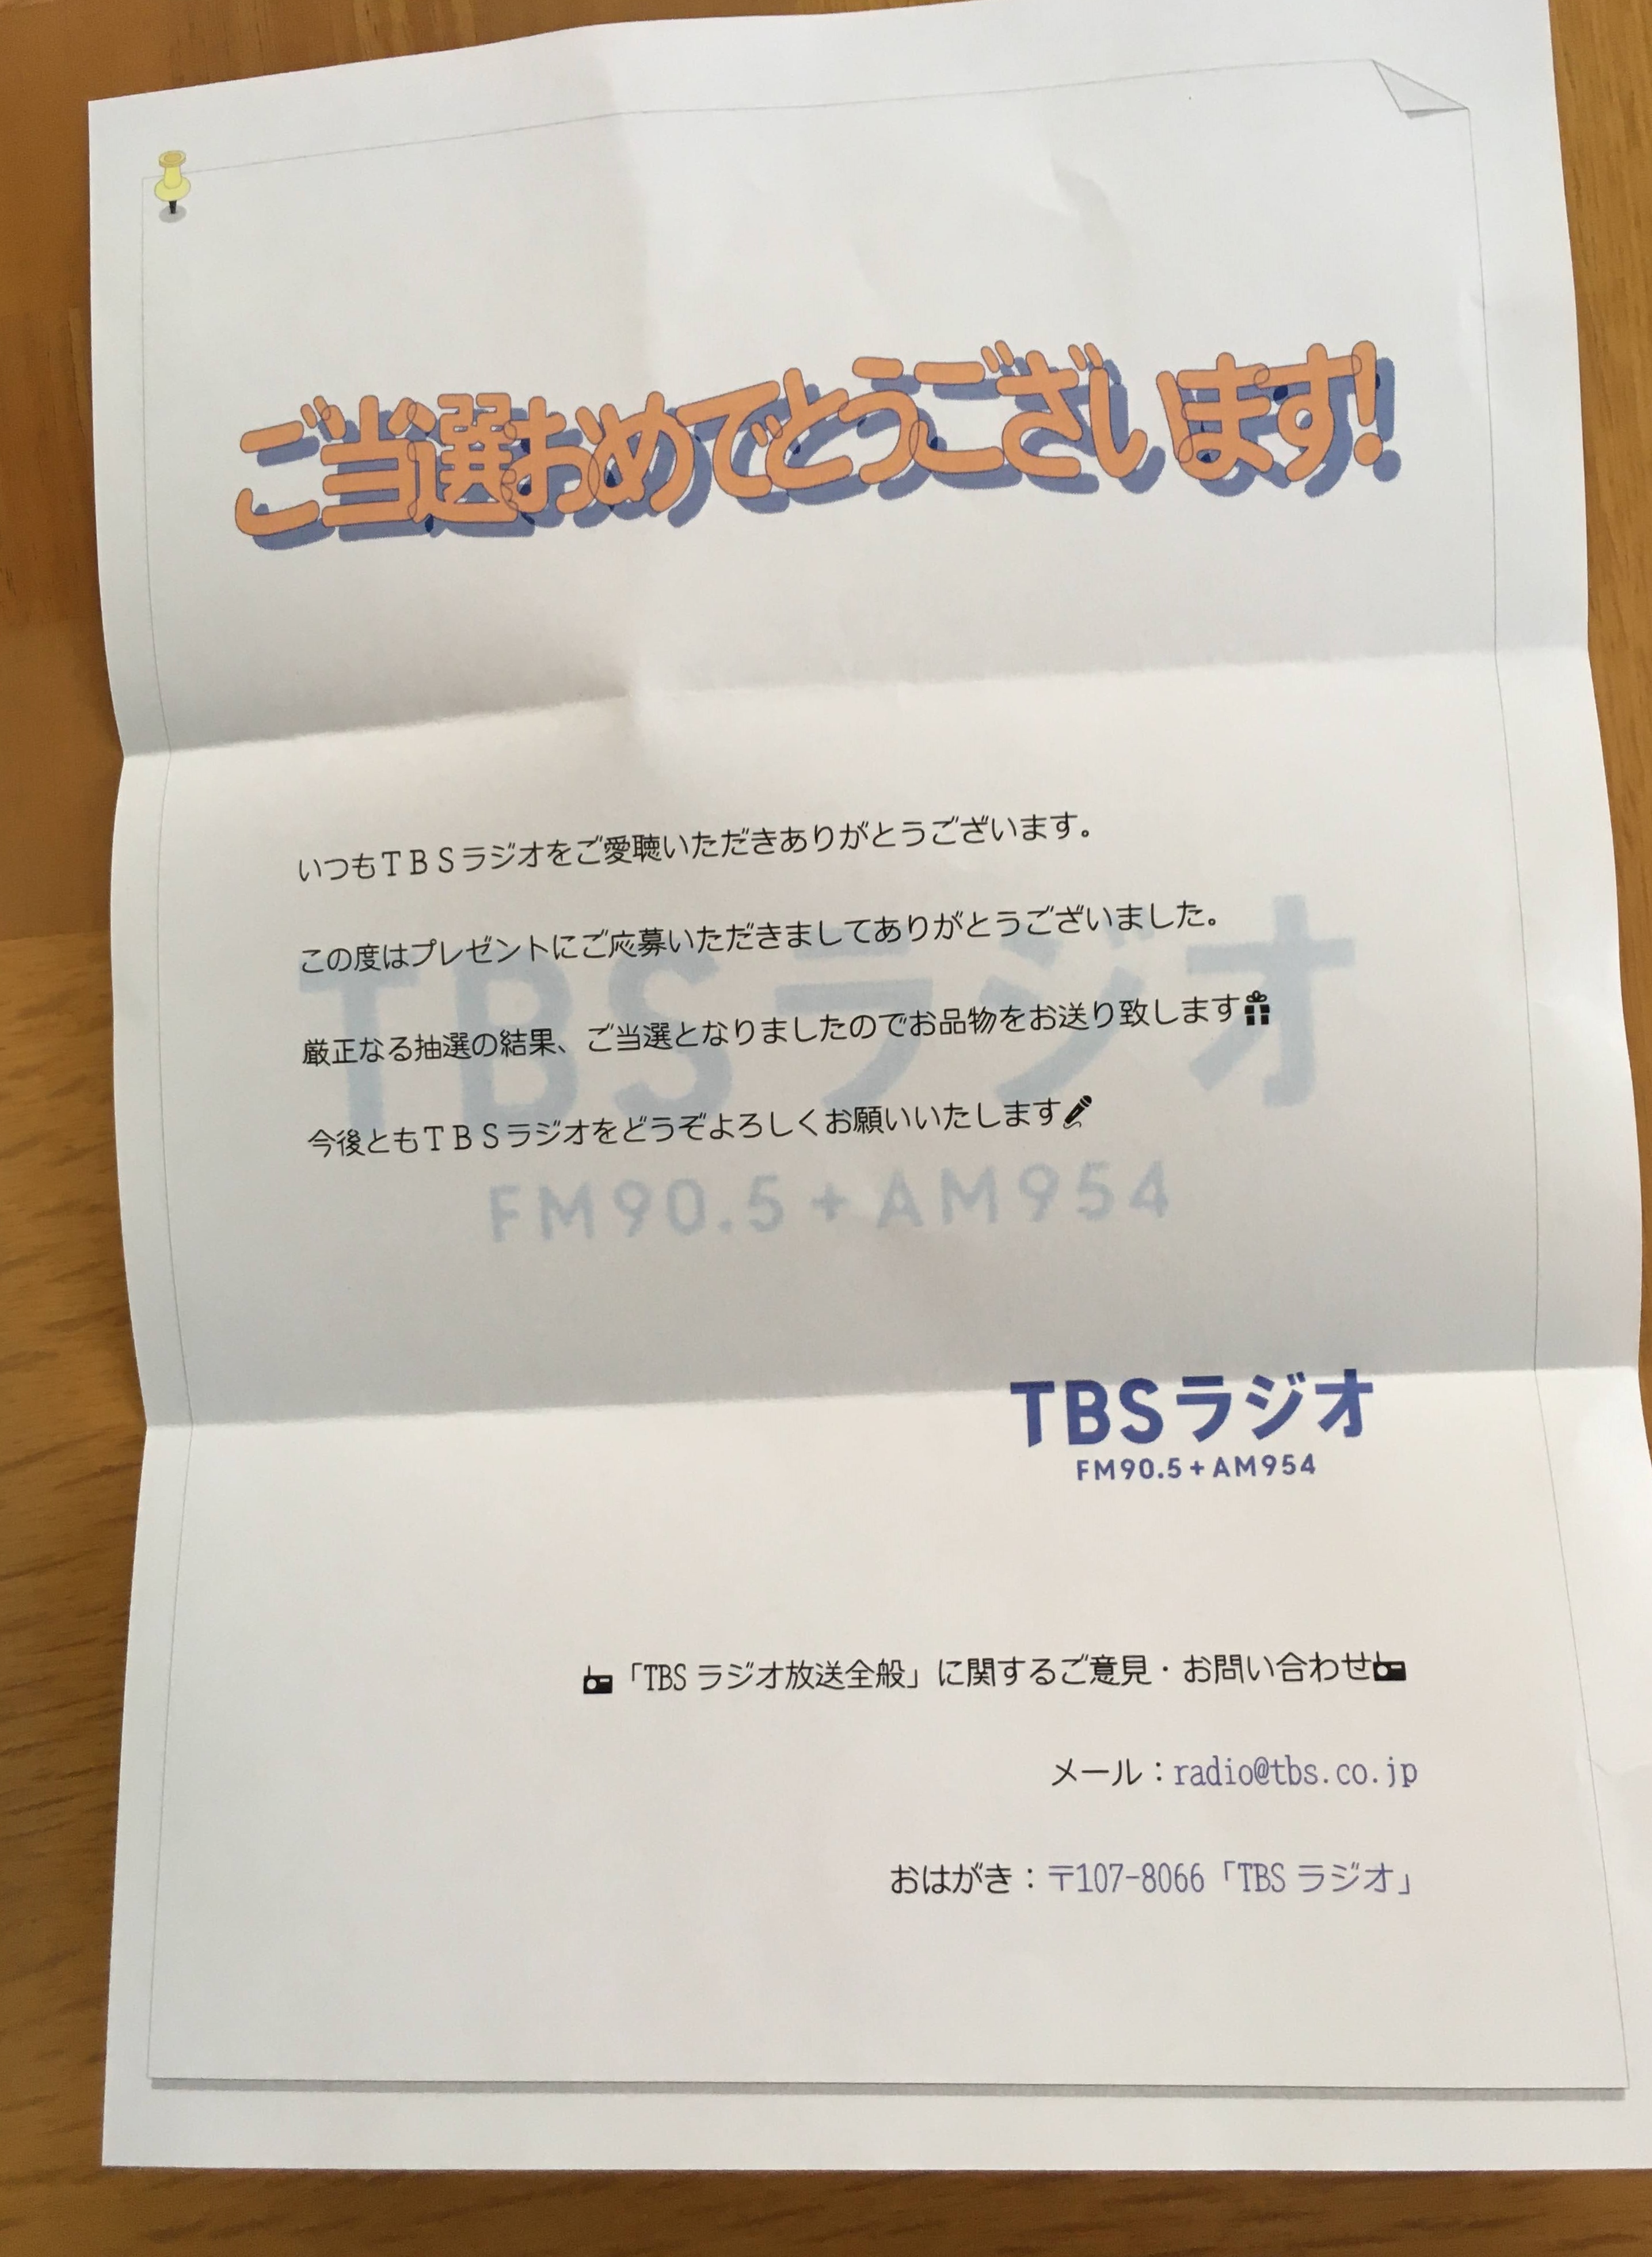 ご当選おめでとうございます!
いつもＴＢＳラジオをご愛聴いただきありがとうございます。
この度はプレゼントにご応募いただきましてありがとうございました。
厳正なる抽選の結果、ご当選となりましたのでお品物をお送り致します
今後ともＴＢＳラジオをどうぞよろしくお願いいたします
TBSラジオ
FM90.5+AM954
TBSラジオ
FM90.5+AM954
「TBS ラジオ放送全般」に関するご意見・お問い合わせ
メール：radio@tbs.co.jp
おはがき：〒107-8066「TBS ラジオ」